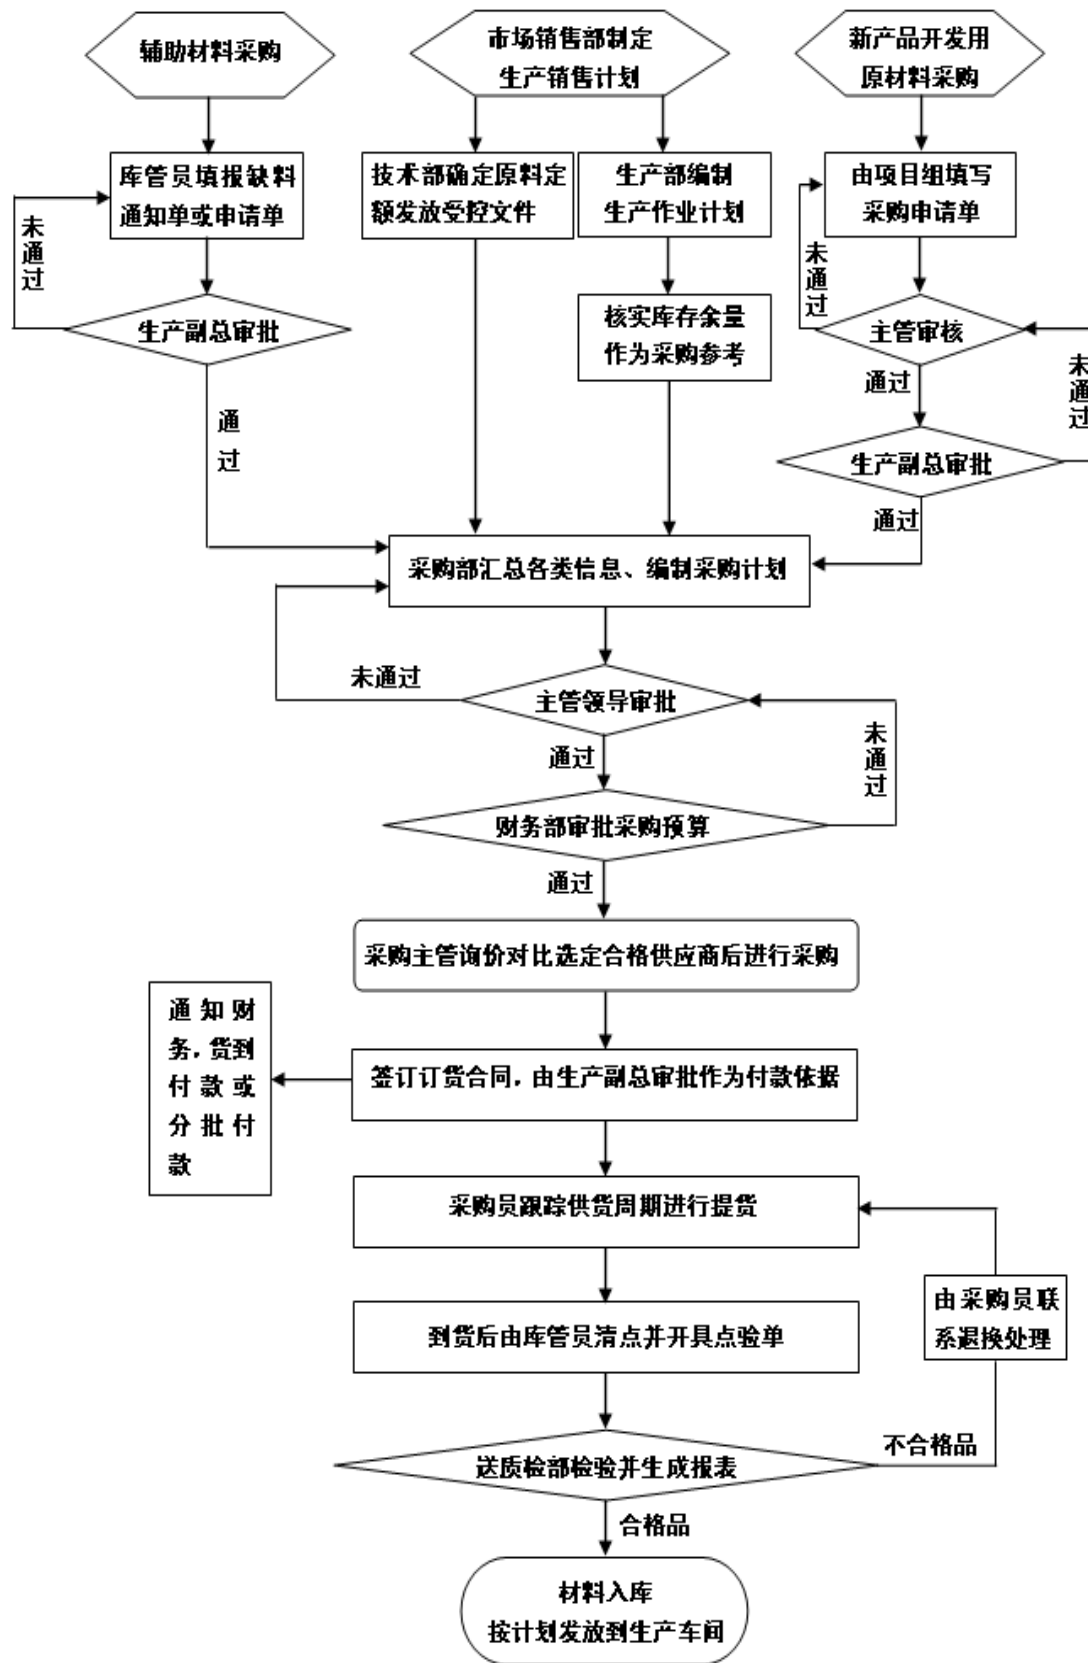 辅助材料采购
市场销售部制定
生产销售计划
新产品开发用
原材料采购
库管员填报缺料
通知单或申请单
技术部确定原料定
额发放受控文件
生产部编制
生产作业计划
由项目组填写
采购申请单
未通过
未通过
生产副总审批
核实库存余量
作为采购参考
主管审核
未通过
通过
通过
生产副总审批
通过
采购部汇总各类信息、编制采购计划
未通过
主管领导审批
未通过
通过
财务部审批采购预算
通过
采购主管询价对比选定合格供应商后进行采购
通知财
务，货到
付款或
分批付
款
签订订货合同，由生产副总审批作为付款依据
采购员跟踪供货周期进行提货
由采购员联
系退换处理
到货后由库管员清点并开具点验单
不合格品
送质检部检验并生成报表
合格品
材料入库
按计划发放到生产车间